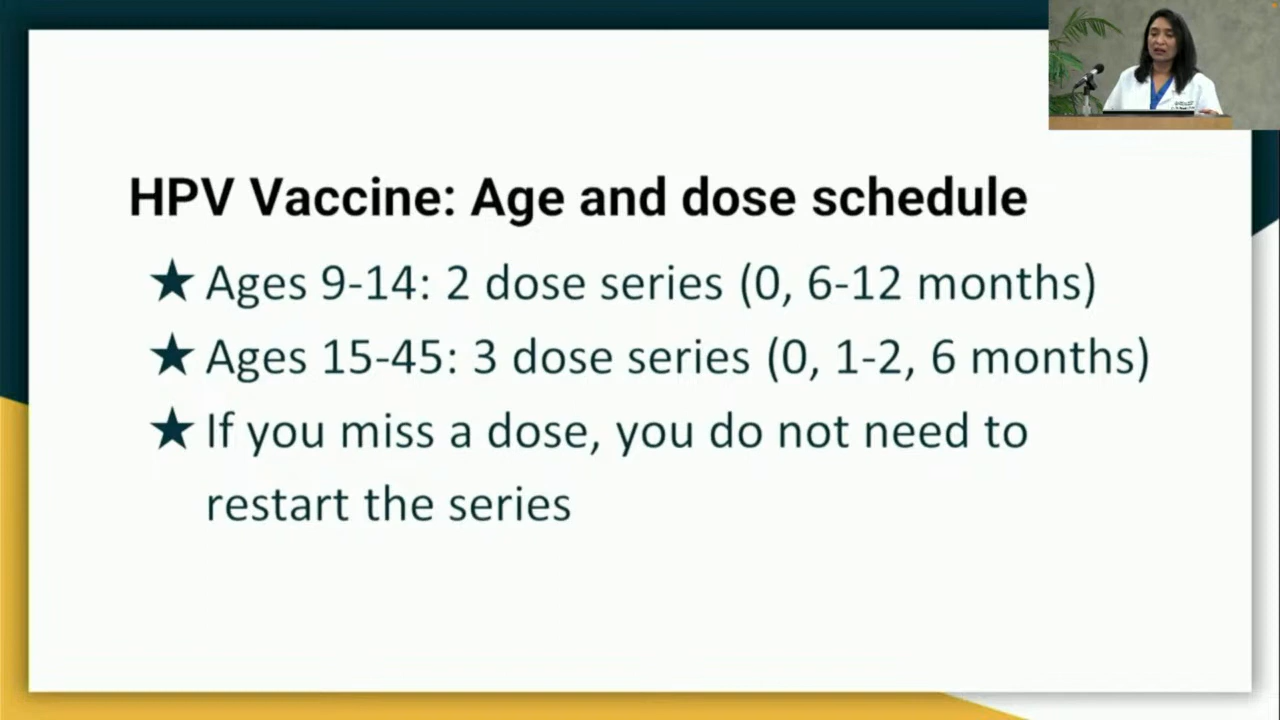 HPV Vaccine: Age and dose schedule
★ Ages 9-14: 2 dose series (0, 6-12 months)
★ Ages 15-45: 3 dose series (0, 1-2, 6 months)
★ If you miss a dose, you do not need to
restart the series